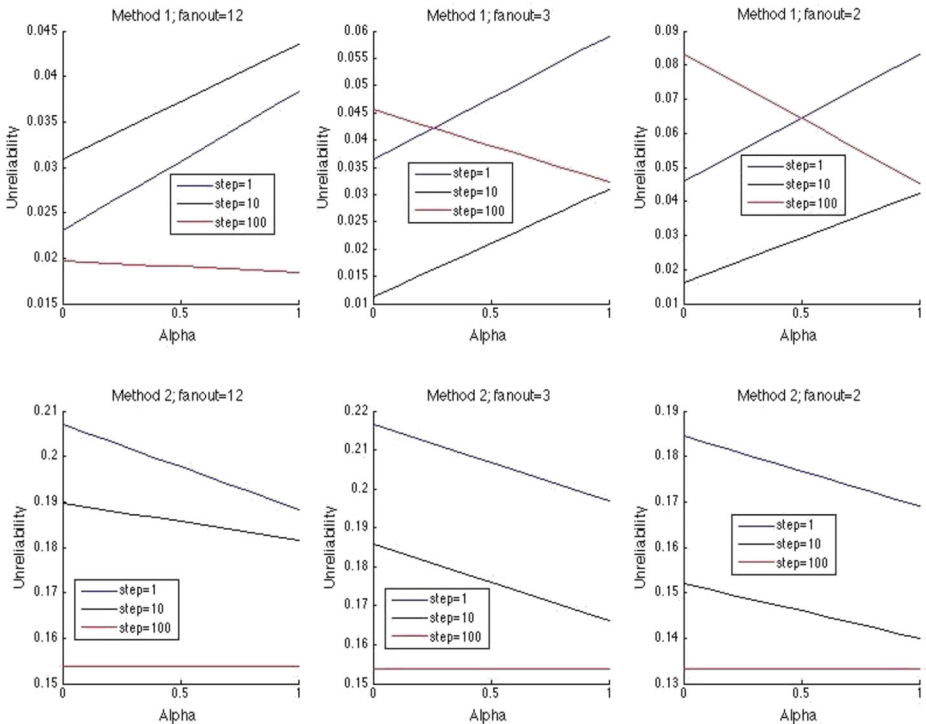 Method 1; fanout=12
0.045
0.04
0.035
0.03
0.025
0.02
0.015
Unreliability
step=1
step=10
step=100
0
0.5
1
Alpha
Method 1; fanout=3
0.06
0.055
0.05
0.045
0.04
0.035
0.03
0.025
0.02
0.015
0.01
Unreliability
step=1
step=10
step=100
0
0.5
1
Alpha
Method 1; fanout=2
0.09
0.08
0.07
0.06
0.05
0.04
0.03
0.02
0.01
Unreliability
step=1
step=10
step=100
0
0.5
1
Alpha
Method 2; fanout=12
0.21
0.2
0.19
0.18
0.17
0.16
0.15
Unreliability
step=1
step=10
step=100
0
0.5
1
Alpha
Method 2; fanout=3
0.22
0.21
0.2
0.19
0.18
0.17
0.16
0.15
Unreliability
step=1
step=10
step=100
0
0.5
1
Alpha
Method 2; fanout=2
0.19
0.18
0.17
0.16
0.15
0.14
0.13
Unreliability
step=1
step=10
step=100
0
0.5
1
Alpha